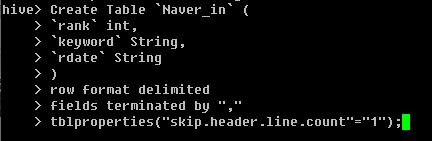 hive> Create Table `Naver_in` (
    > `rank` int,
    > `keyword` String,
    > `rdate` String
    > )
    > row format delimited
    > fields terminated by ","
    > tblproperties("skip.header.line.count"="1");